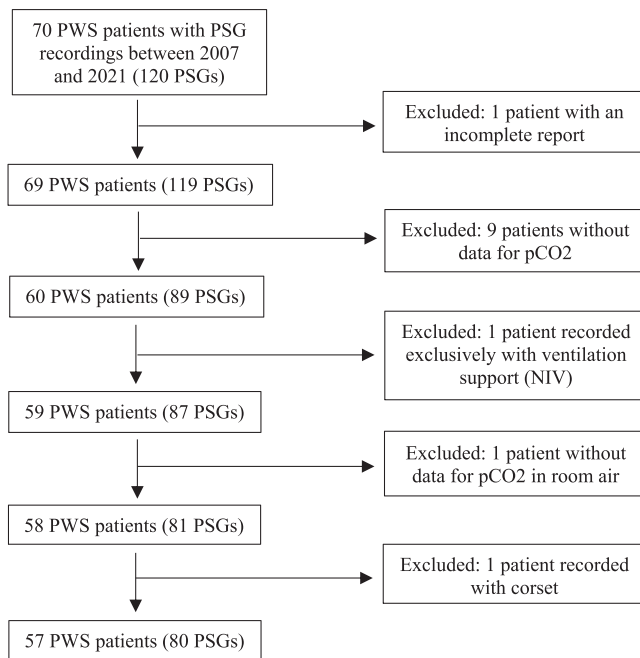 70 PWS patients with PSG
recordings between 2007
and 2021 (120 PSGs)
Excluded: 1 patient with an
incomplete report
69 PWS patients (119 PSGs)
Excluded: 9 patients without
data for pCO2
60 PWS patients (89 PSGs)
Excluded: 1 patient recorded
exclusively with ventilation
support (NIV)
59 PWS patients (87 PSGs)
Excluded: 1 patient without
data for pCO2 in room air
58 PWS patients (81 PSGs)
Excluded: 1 patient recorded
with corset
57 PWS patients (80 PSGs)